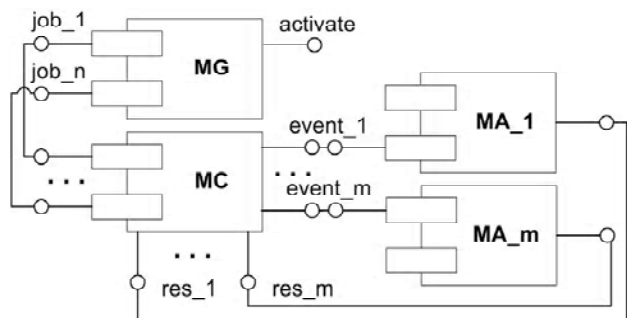 job_1
activate
job_n
MG
event_1
MA_1
MC
. . .
. . .
event_m
MA_m
. . .
res_1
res_m